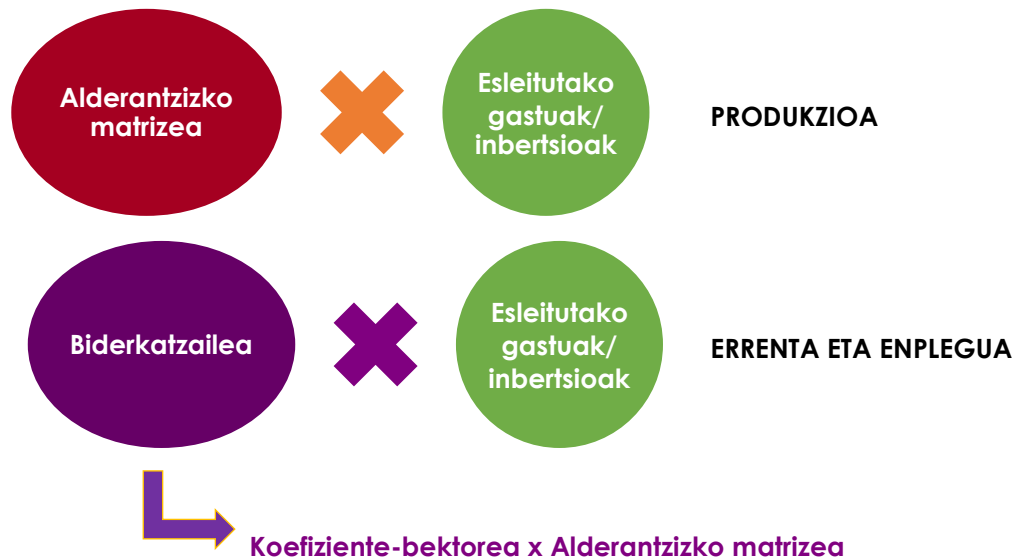 Alderantzizko
matrizea
Esleitutako
gastuak/
inbertsioak
PRODUKZIOA
Biderkatzailea
Esleitutako
gastuak/
inbertsioak
ERRENTA ETA ENPLEGUA
Koefiziente-bektorea x Alderantzizko matrizea